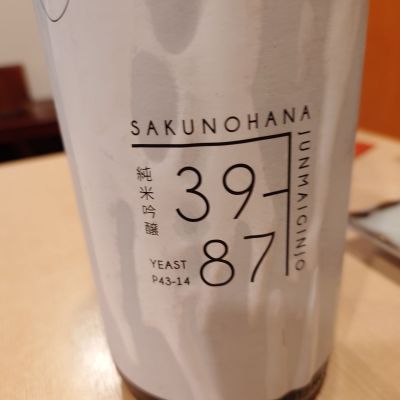 SAKUNOHANA
JUNMAIGINJO
純米吟醸
39-
87
YEAST
P43-14